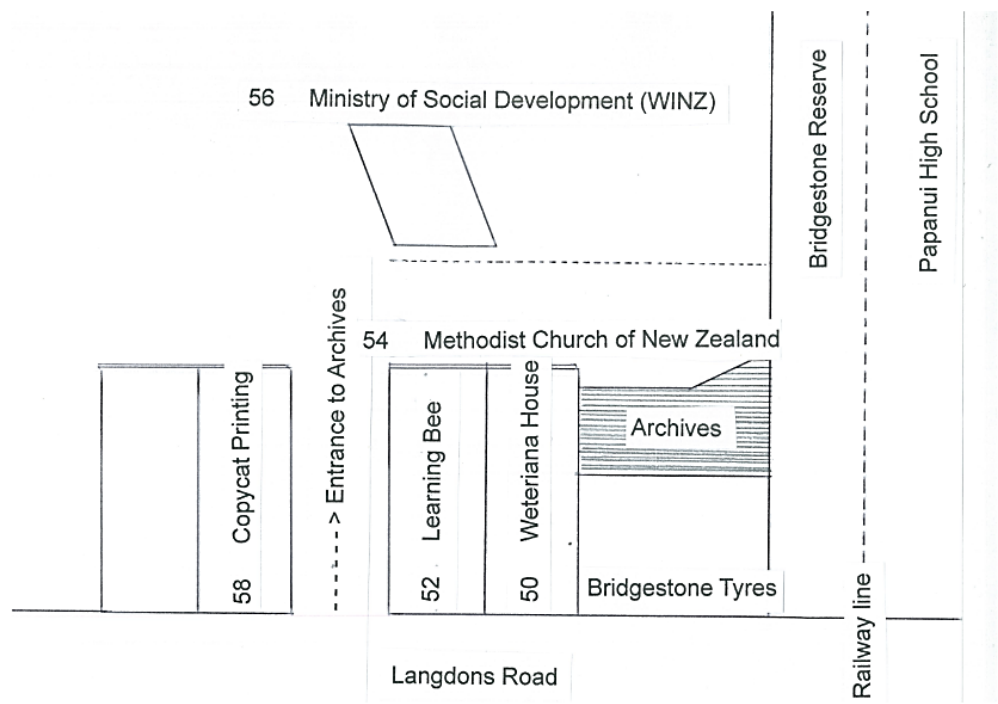 56 Ministry of Social Development (WINZ)
Bridgestone Reserve
Papanui High School
----> Entrance to Archives
54 Methodist Church of New Zealand
58 Copycat Printing
52 Learning Bee
50 Weteriana House
Archives
Bridgestone Tyres
Railway line
Langdons Road